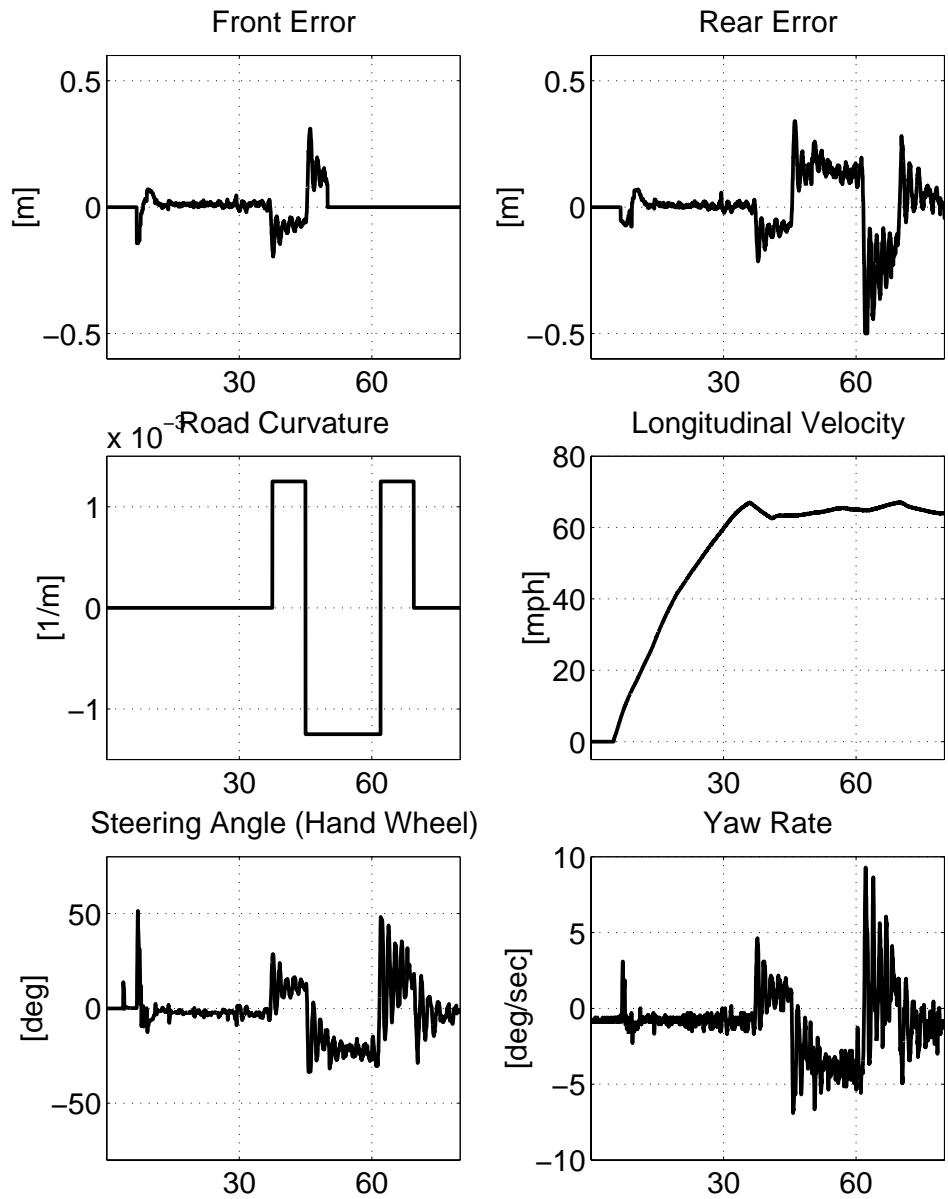 Front Error
0.5
0
−0.5
[m]
30
60
Rear Error
0.5
0
−0.5
[m]
30
60
x 10−3
Road Curvature
1
0
−1
[1/m]
30
60
Longitudinal Velocity
80
60
40
20
0
[mph]
30
60
Steering Angle (Hand Wheel)
50
0
−50
[deg]
30
60
Yaw Rate
10
5
0
−5
−10
[deg/sec]
30
60